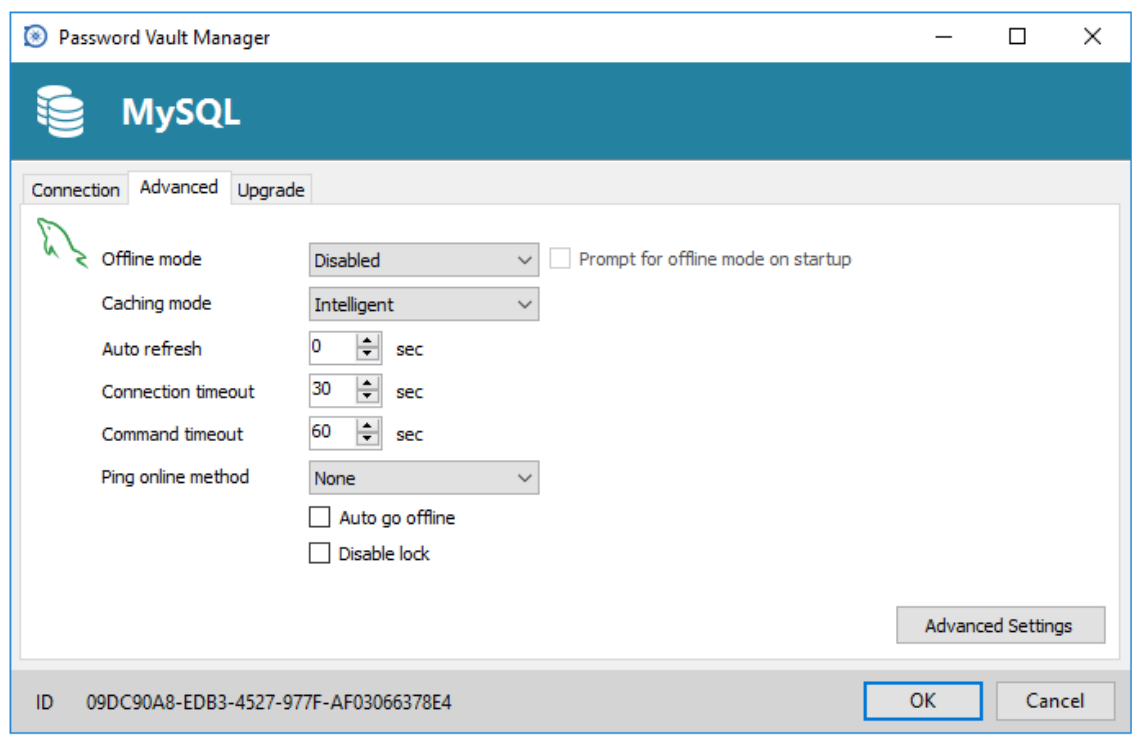 Password Vault Manager
MySQL
Connection Advanced Upgrade
Offline mode Disabled Prompt for offline mode on startup
Caching mode Intelligent
Auto refresh 0 sec
Connection timeout 30 sec
Command timeout 60 sec
Ping online method None
Auto go offline
Disable lock
Advanced Settings
ID 09DC90A8-EDB3-4527-977F-AF03066378E4 OK Cancel